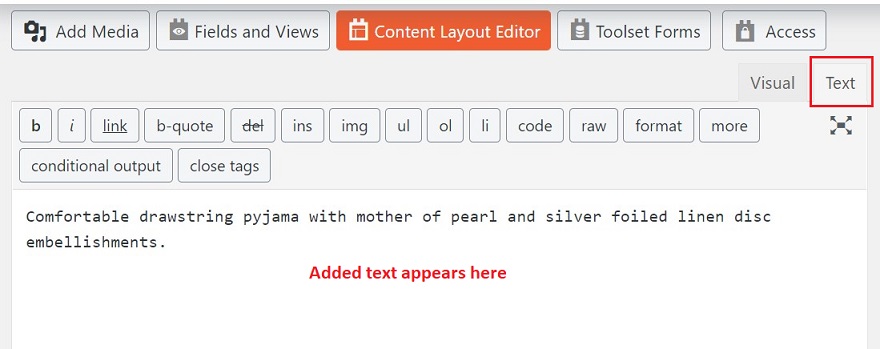 Add Media Fields and Views Content Layout Editor Toolset Forms Access
Visual Text
b i link b-quote del ins img ul ol li code raw format more
conditional output close tags
Comfortable drawstring pyjama with mother of pearl and silver foiled linen disc
embellishments.
Added text appears here